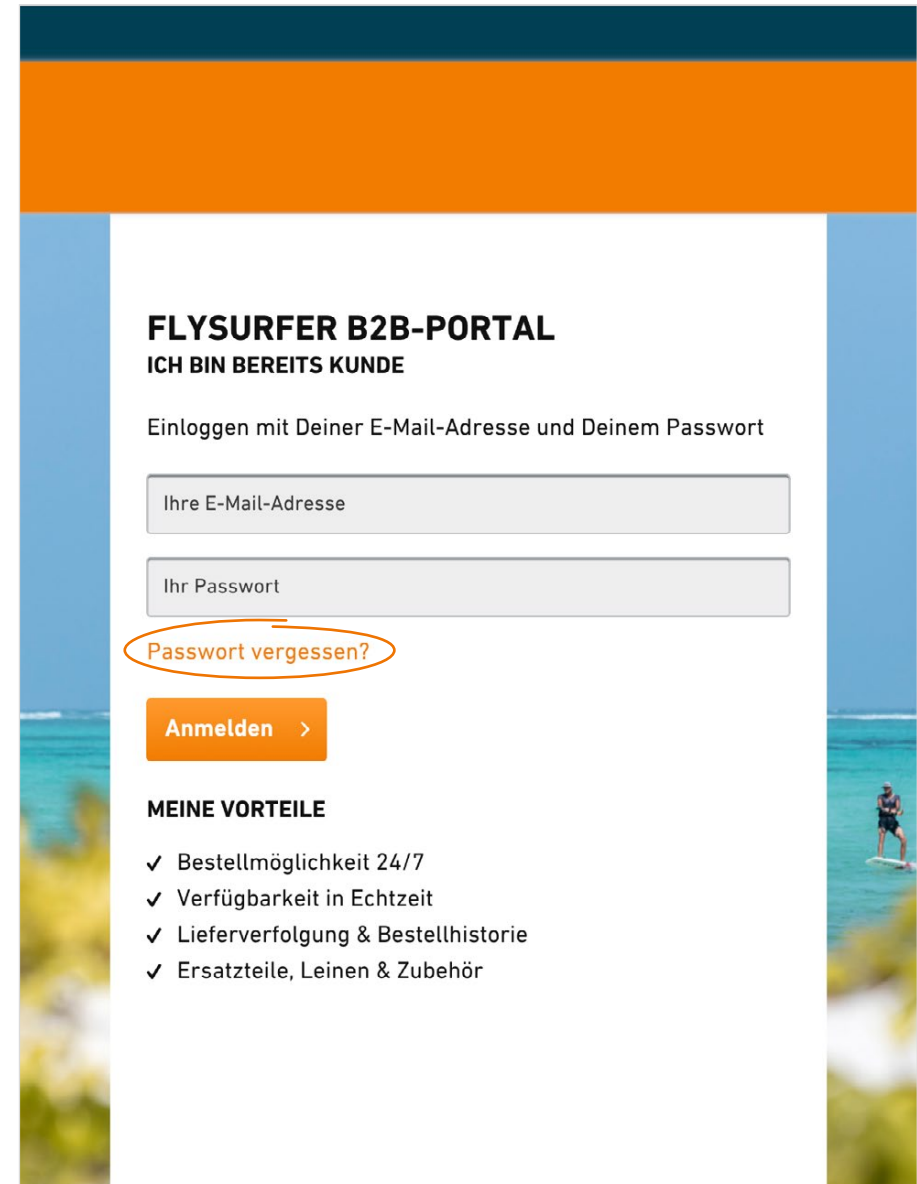 FLYSURFER B2B-PORTAL
ICH BIN BEREITS KUNDE
Einloggen mit Deiner E-Mail-Adresse und Deinem Passwort
Ihre E-Mail-Adresse
Ihr Passwort
Passwort vergessen?
Anmelden
MEINE VORTEILE
✓ Bestellmöglichkeit 24/7
✓ Verfügbarkeit in Echtzeit
✓ Lieferverfolgung & Bestellhistorie
✓ Ersatzteile, Leinen & Zubehör